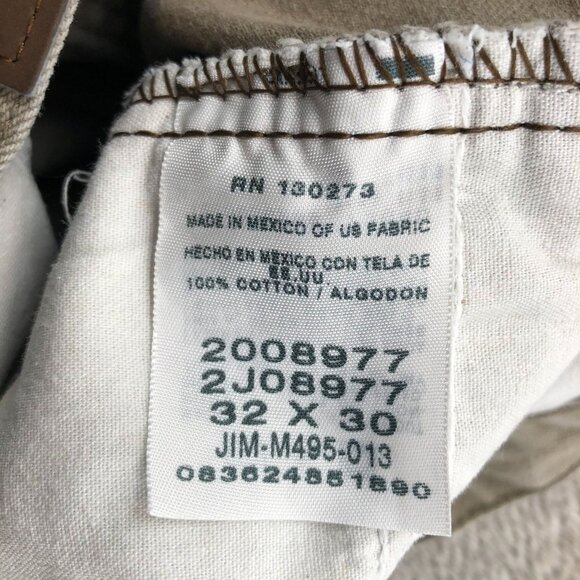 RN 130273
MADE IN MEXICO OF US FABRIC
HECHO EN MEXICO CON TELA DE
EE.UU
100% COTTON / ALGODON
2008977
2J08977
32 X 30
JIM-M495-013
083624851890